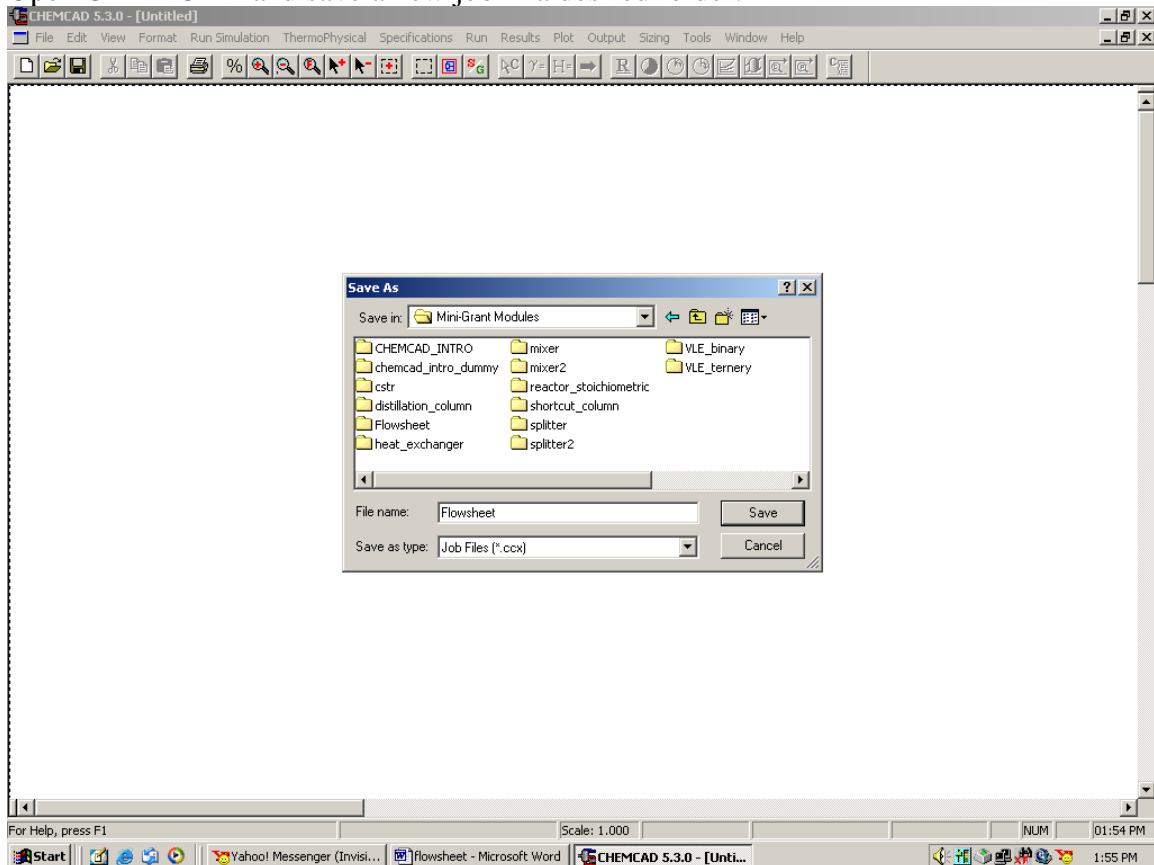 CHEMCAD 5.3.0 - [Untitled]
File Edit View Format Run Simulation ThermoPhysical Specifications Run Results Plot Output Sizing Tools Window Help
Save As
Save in: Mini-Grant Modules
CHEMCAD_INTRO mixer VLE_binary
chemcad_intro_dummy mixer2 VLE_ternery
cstr reactor_stoichiometric
distillation_column shortcut_column
Flowsheet splitter
heat_exchanger splitter2
File name: Flowsheet Save
Save as type: Job Files (*.ccx) Cancel
For Help, press F1 Scale: 1.000 NUM 01:54 PM
Start Yahoo! Messenger (Invisi... flowsheet - Microsoft Word CHEMCAD 5.3.0 - [Unti... 1:55 PM